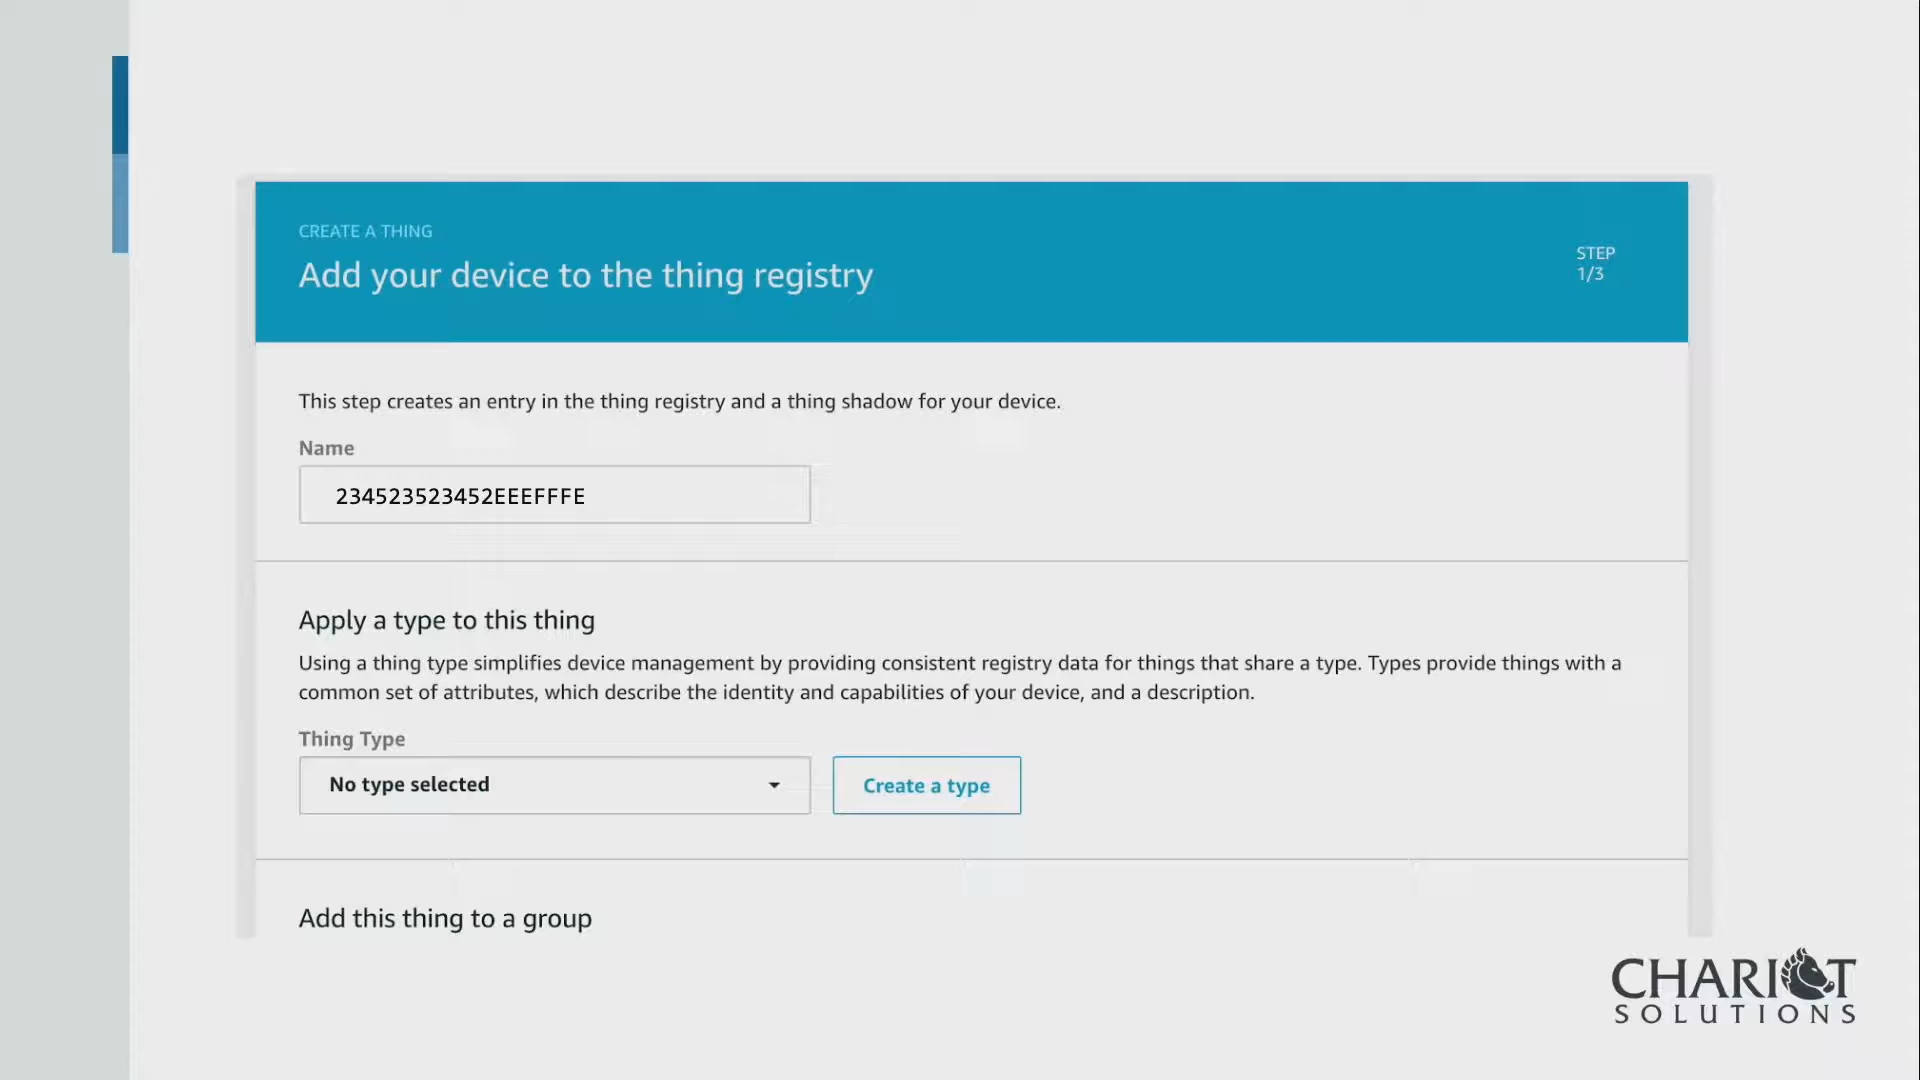 CREATE A THING
Add your device to the thing registry
STEP
1/3
This step creates an entry in the thing registry and a thing shadow for your device.
Name
234523523452EEEFFFE
Apply a type to this thing
Using a thing type simplifies device management by providing consistent registry data for things that share a type. Types provide things with a
common set of attributes, which describe the identity and capabilities of your device, and a description.
Thing Type
No type selected
Create a type
Add this thing to a group
CHARIOT
SOLUTIONS